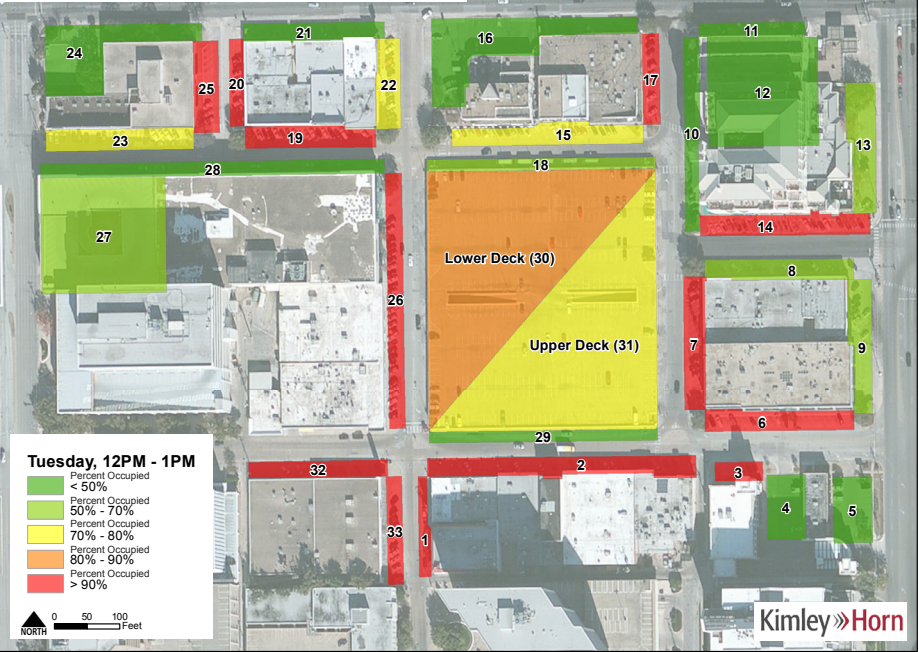 24
21
16
11
25
20
22
17
12
10
23
19
15
13
28
18
27
14
Lower Deck (30)
8
26
Upper Deck (31)
7
9
6
29
32
2
3
33
1
4
5
Tuesday, 12PM - 1PM
Percent Occupied
< 50%
Percent Occupied
50% - 70%
Percent Occupied
70% - 80%
Percent Occupied
80% - 90%
Percent Occupied
> 90%
NORTH
0 50 100
Feet
Kimley»Horn